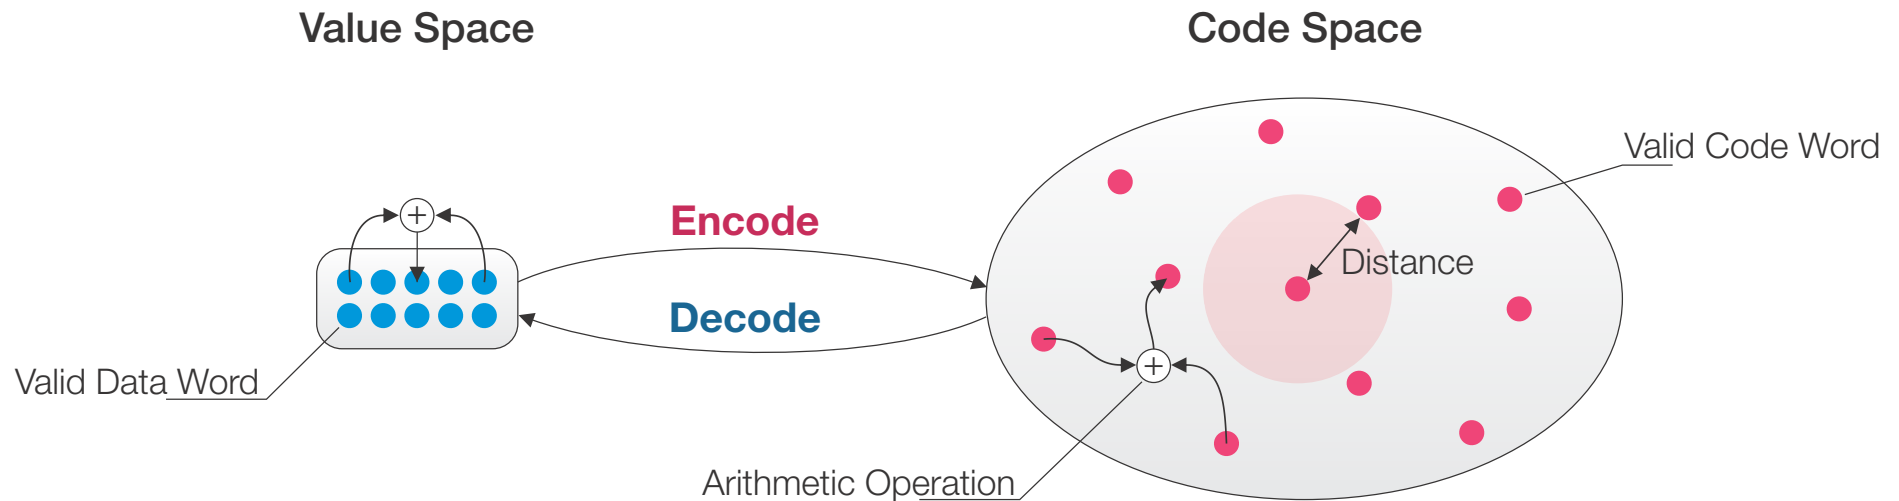 Value Space
Code Space
Valid Code Word
Encode
Distance
Decode
Valid Data Word
Arithmetic Operation